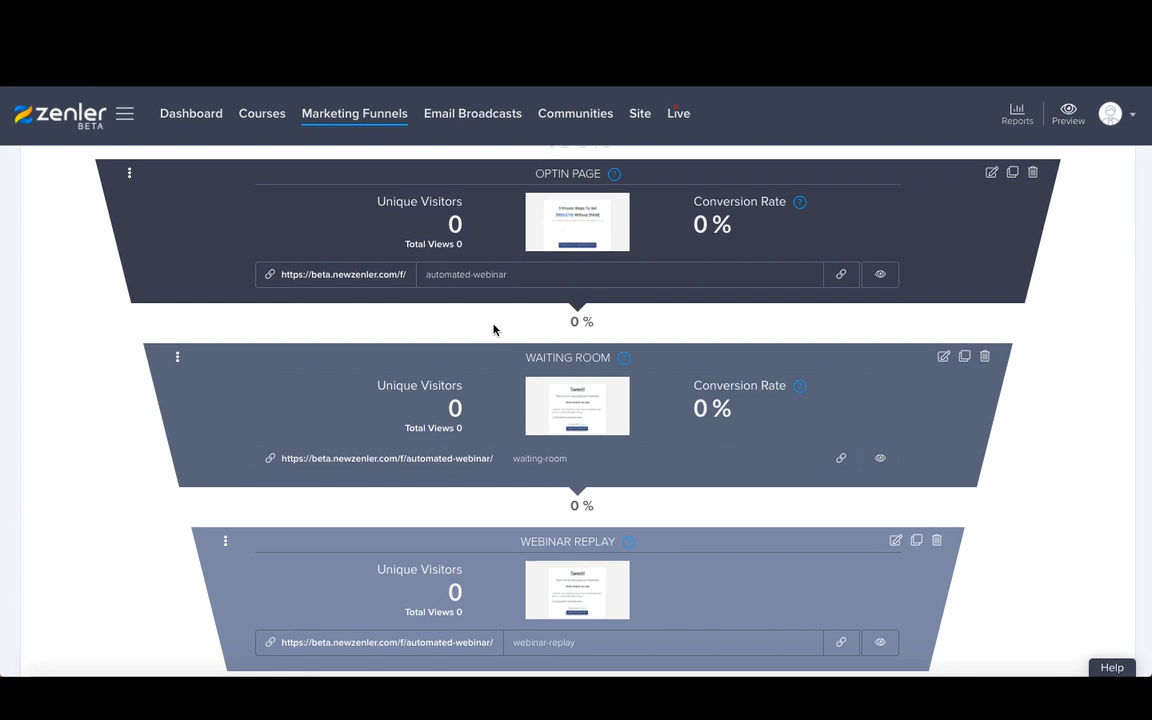 zenler
BETA
Dashboard Courses Marketing Funnels Email Broadcasts Communities Site Live
Reports
Preview
OPTIN PAGE ?
Unique Visitors
0
Total Views 0
Conversion Rate ?
0 %
https://beta.newzenler.com/f/ automated-webinar
0 %
WAITING ROOM ?
Unique Visitors
0
Total Views 0
Sweet!
Conversion Rate ?
0 %
https://beta.newzenler.com/f/automated-webinar/ waiting-room
0 %
WEBINAR REPLAY ?
Unique Visitors
0
Total Views 0
Sweet!
https://beta.newzenler.com/f/automated-webinar/ webinar-replay
Help